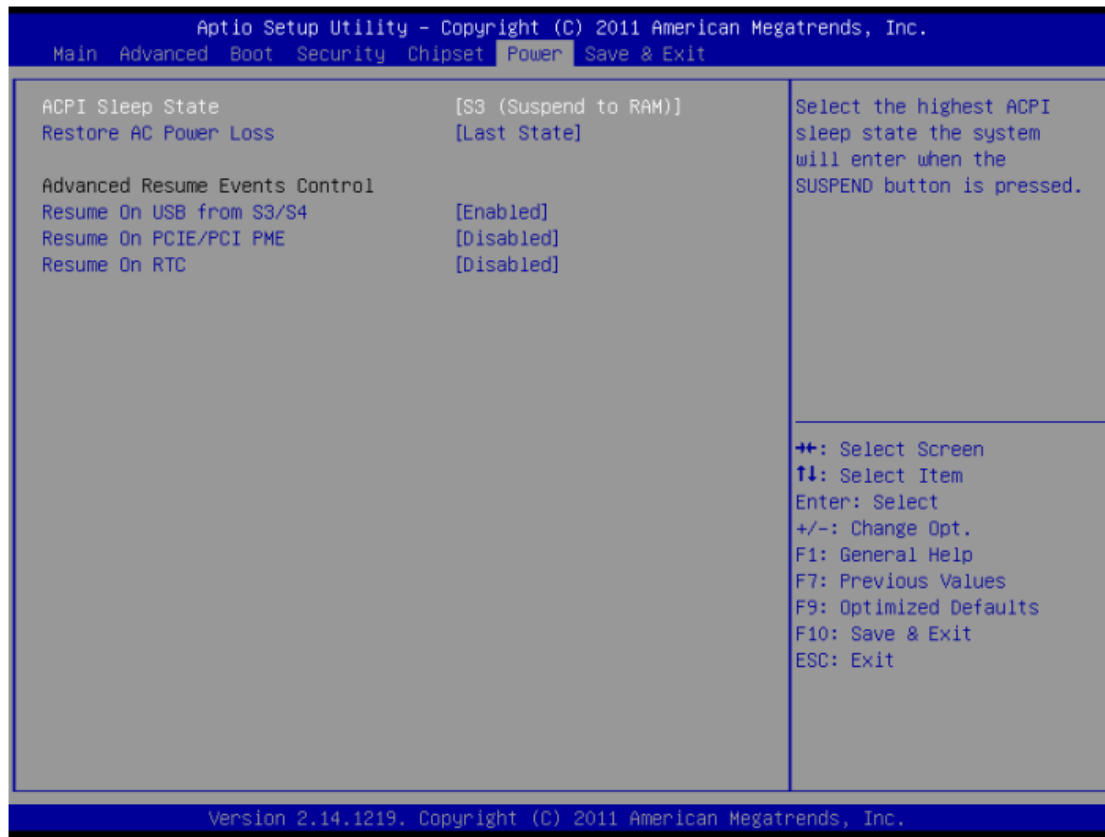 Aptio Setup Utility – Copyright (C) 2011 American Megatrends, Inc.
Main Advanced Boot Security Chipset Power Save & Exit
ACPI Sleep State [S3 (Suspend to RAM)]
Restore AC Power Loss [Last State]
Advanced Resume Events Control
Resume On USB from S3/S4 [Enabled]
Resume On PCIE/PCI PME [Disabled]
Resume On RTC [Disabled]
Select the highest ACPI
sleep state the system
will enter when the
SUSPEND button is pressed.
→←: Select Screen
↑↓: Select Item
Enter: Select
+/-: Change Opt.
F1: General Help
F7: Previous Values
F9: Optimized Defaults
F10: Save & Exit
ESC: Exit
Version 2.14.1219. Copyright (C) 2011 American Megatrends, Inc.